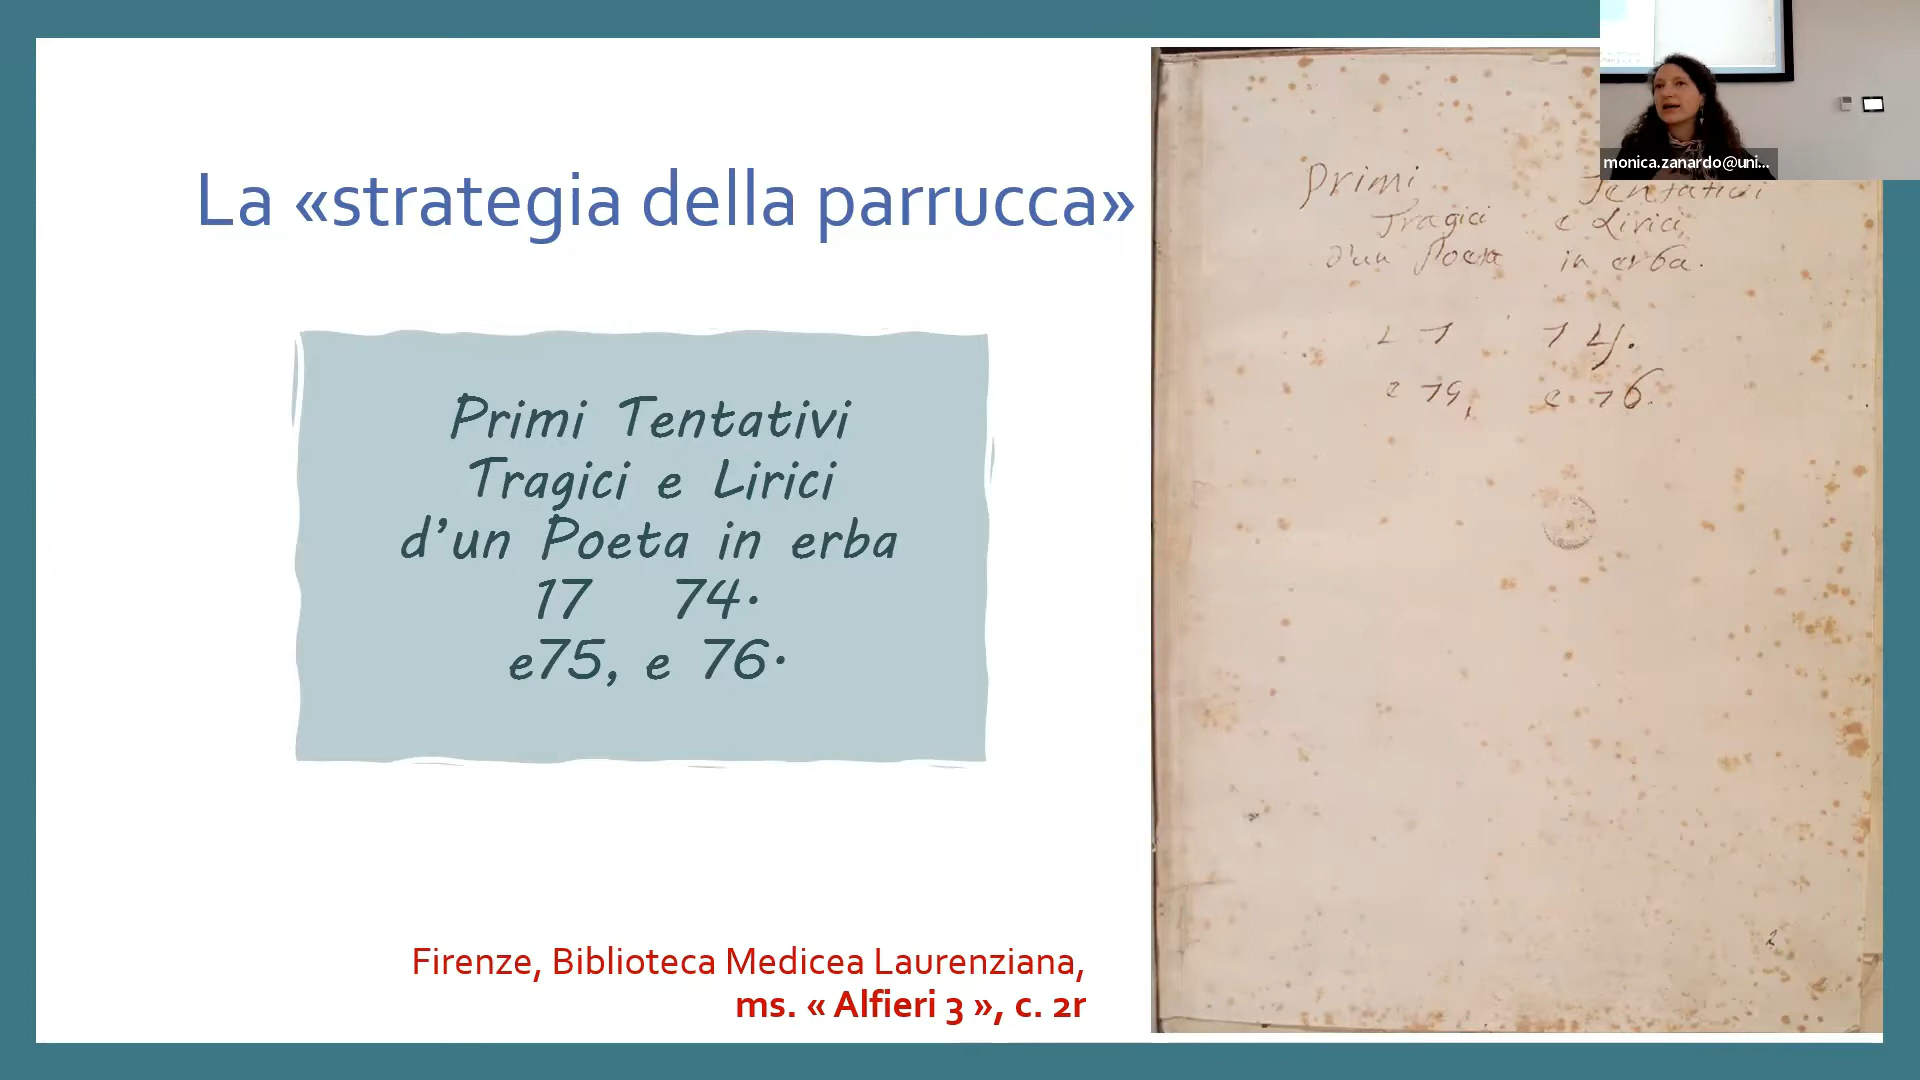 La «strategia della parrucca»
Primi Tentativi
Tragici e Lirici
d'un Poeta in erba
17 74.
e75, e 76.
Firenze, Biblioteca Medicea Laurenziana,
ms. « Alfieri 3 », c. 2r
monica.zanardo@uni...
Primi Tentativi
Tragici e Lirici,
d'un Poeta in erba.
17 74.
e 75, e 76.
2